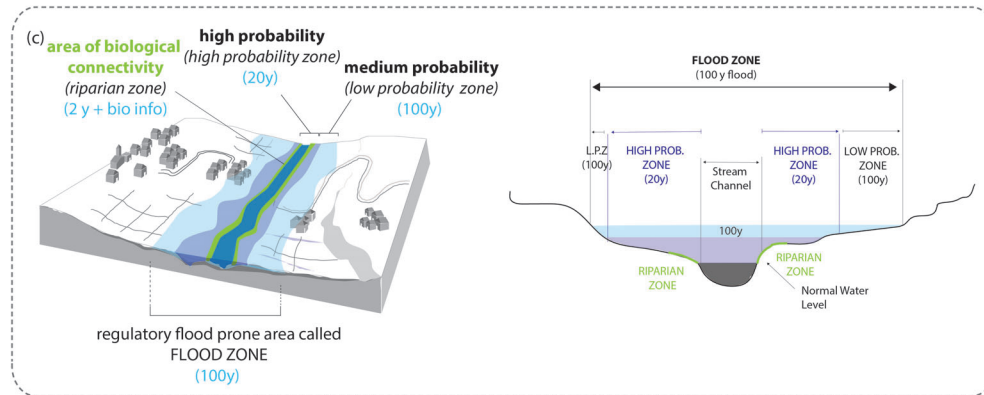 (c)
area of biological
connectivity
(riparian zone)
(2 y + bio info)
high probability
(high probability zone)
(20y)
medium probability
(low probability zone)
(100y)
regulatory flood prone area called
FLOOD ZONE
(100y)
FLOOD ZONE
(100 y flood)
L.P.Z
(100y)
HIGH PROB.
ZONE
(20y)
Stream
Channel
HIGH PROB.
ZONE
(20y)
LOW PROB.
ZONE
(100y)
100y
RIPARIAN
ZONE
RIPARIAN
ZONE
Normal Water
Level